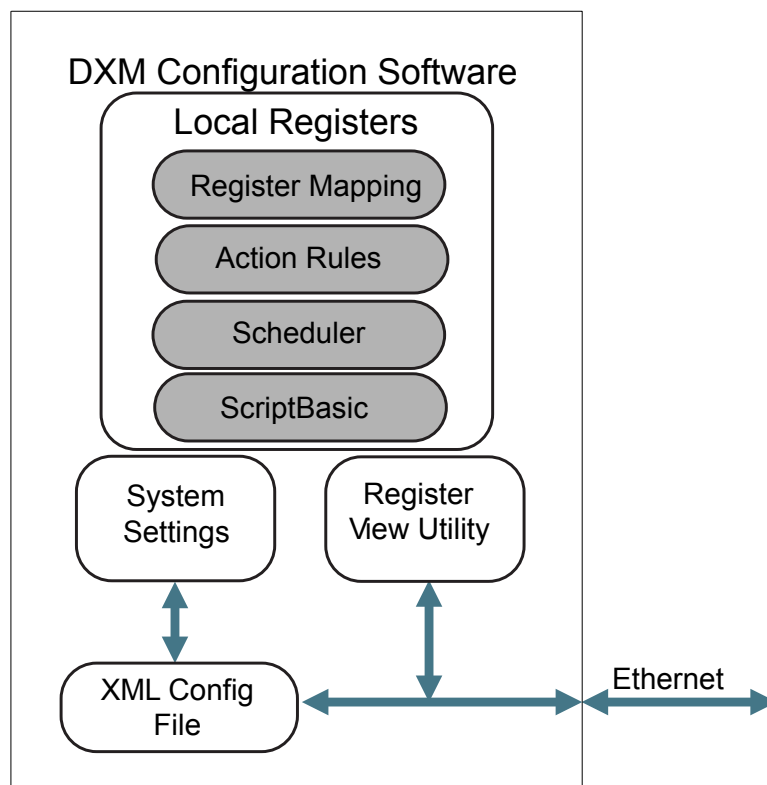 DXM Configuration Software
Local Registers
Register Mapping
Action Rules
Scheduler
ScriptBasic
System
Settings
Register
View Utility
XML Config
File
Ethernet